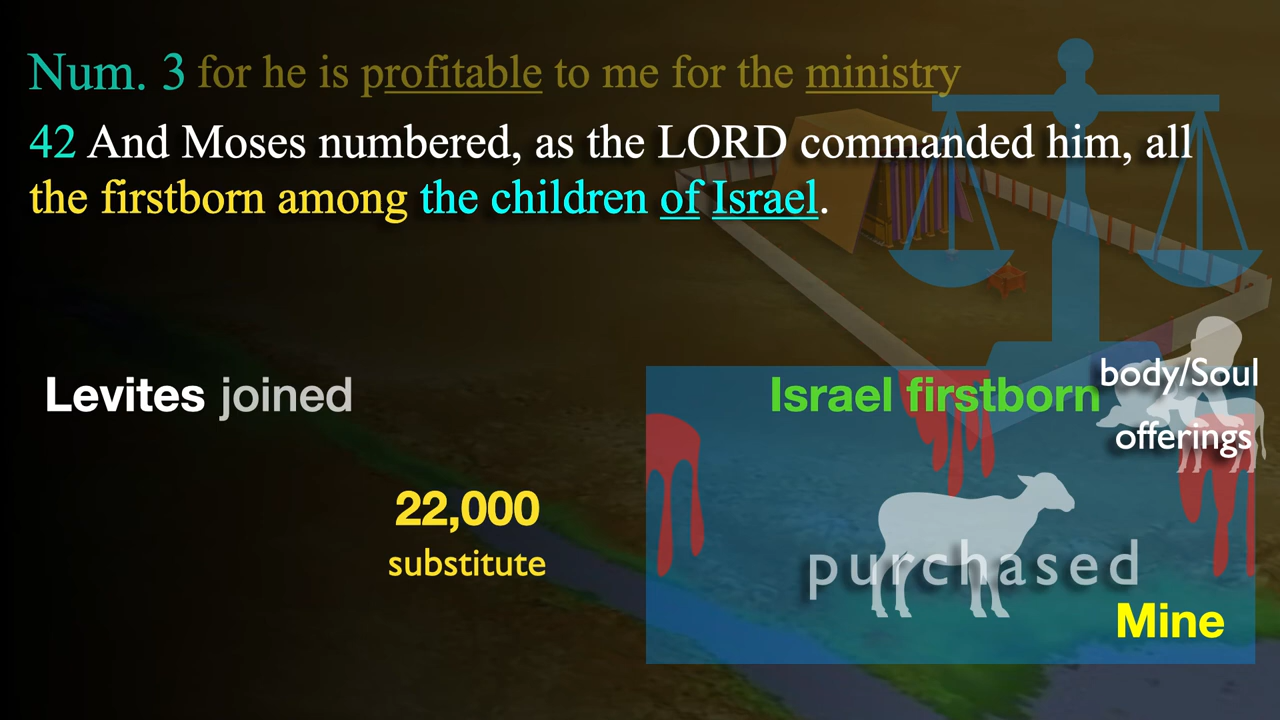 Num. 3 for he is profitable to me for the ministry
42 And Moses numbered, as the LORD commanded him, all
the firstborn among the children of Israel.
Levites joined
Israel firstborn
body/Soul
offerings
22,000
substitute
purchased
Mine